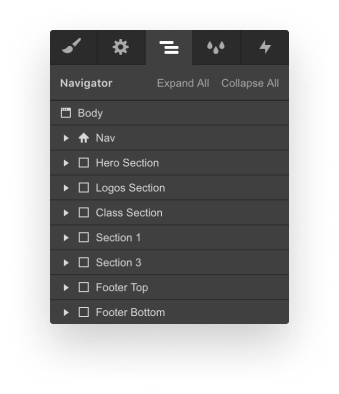 Navigator Expand All Collapse All
Body
Nav
Hero Section
Logos Section
Class Section
Section 1
Section 3
Footer Top
Footer Bottom